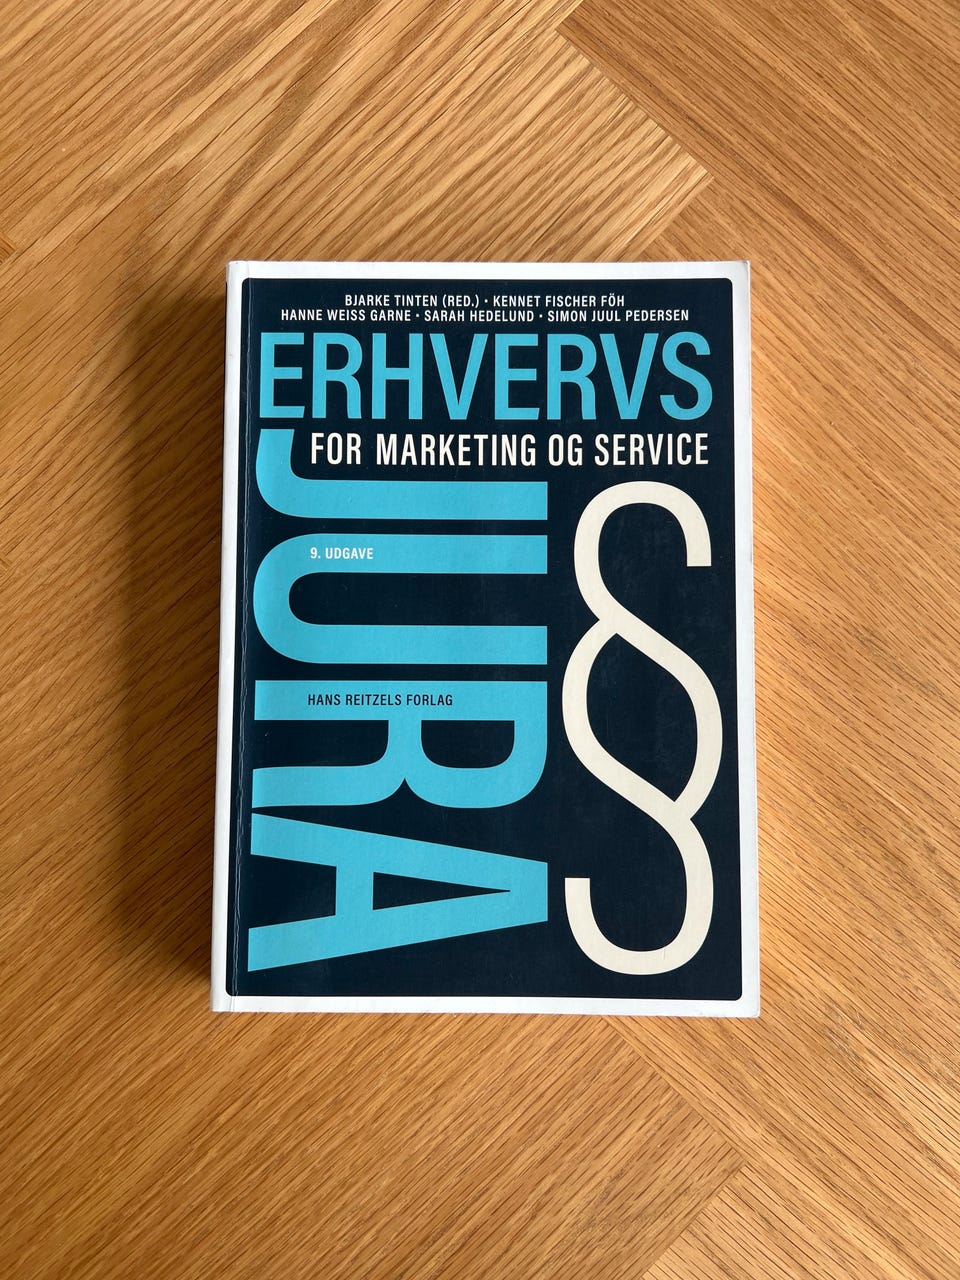 BJARKE TINTEN (RED.) · KENNET FISCHER FÖH
HANNE WEISS GARNE · SARAH HEDELUND · SIMON JUUL PEDERSEN
ERHVERVS
FOR MARKETING OG SERVICE
JURA
§
9. UDGAVE
HANS REITZELS FORLAG